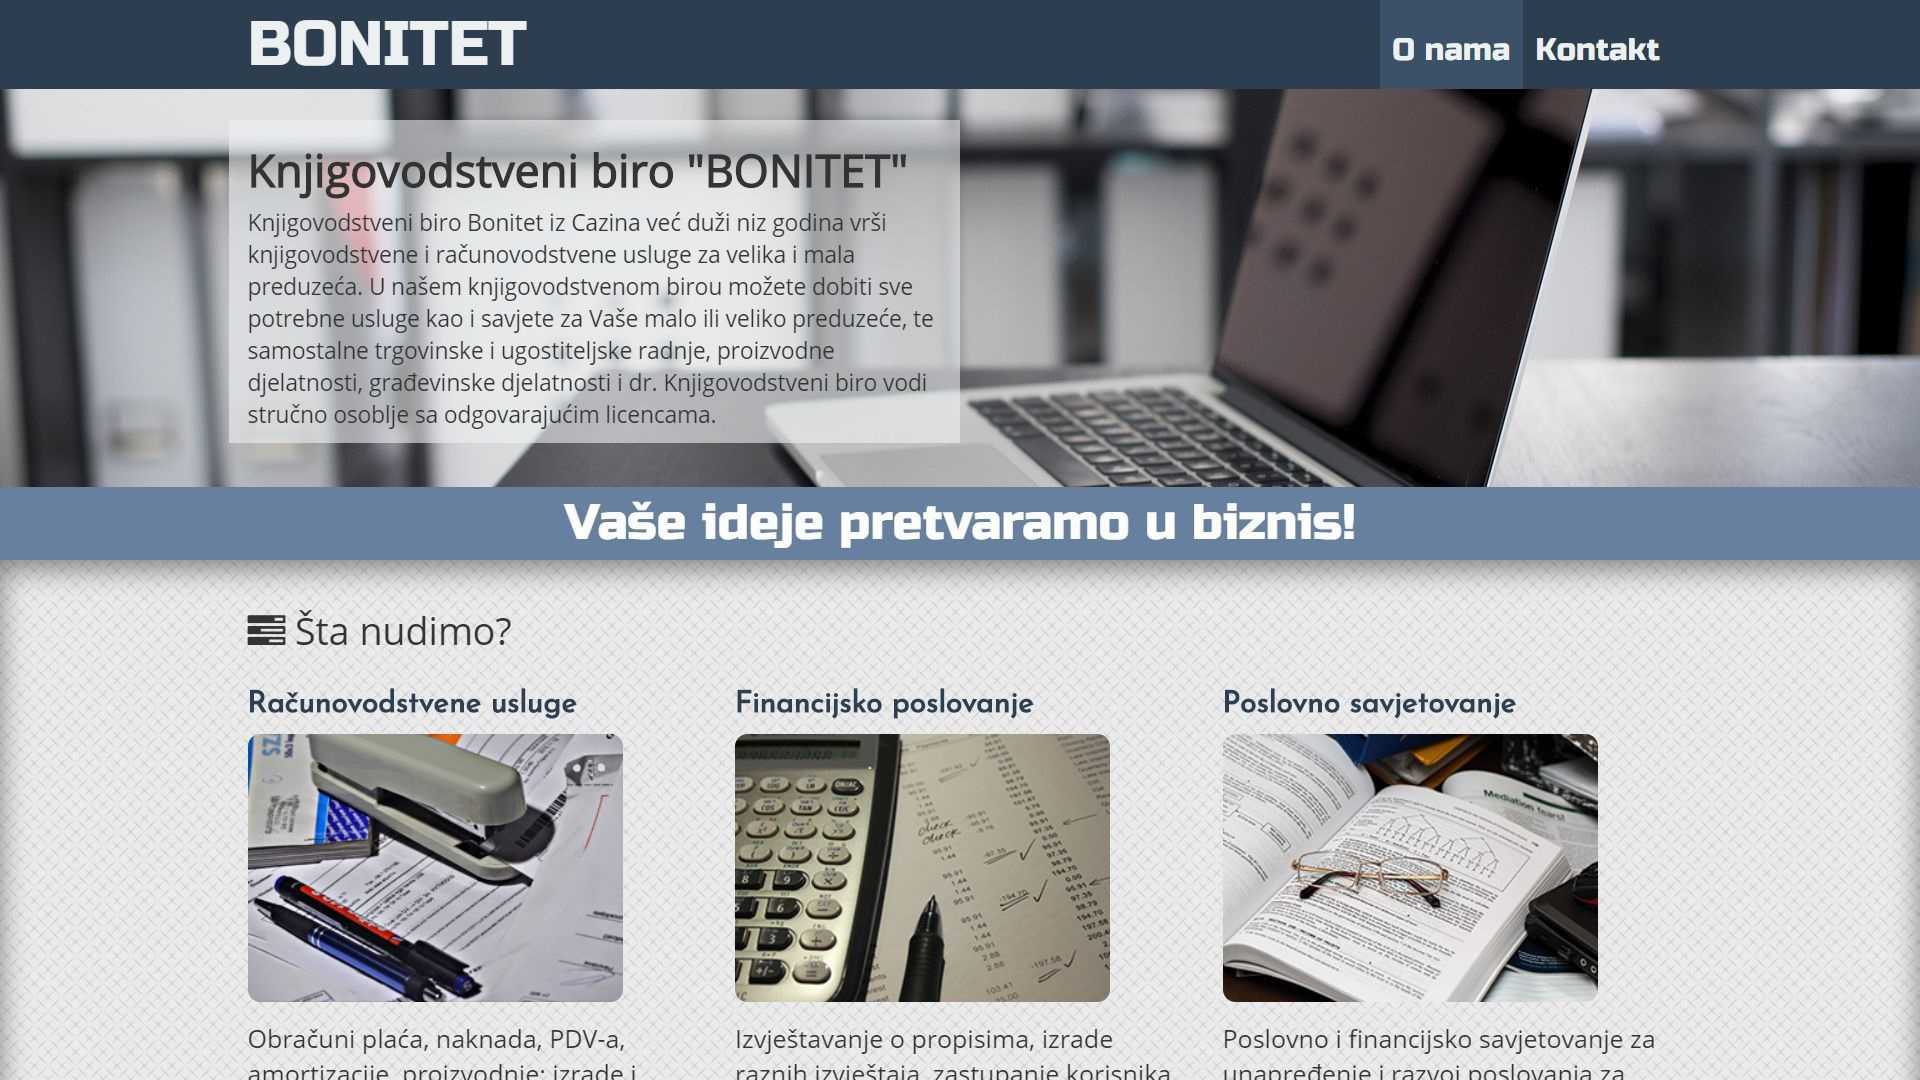 BONITET
O nama
Kontakt
Knjigovodstveni biro "BONITET"
Knjigovodstveni biro Bonitet iz Cazina već duži niz godina vrši
knjigovodstvene i računovodstvene usluge za velika i mala
preduzeća. U našem knjigovodstvenom birou možete dobiti sve
potrebne usluge kao i savjete za Vaše malo ili veliko preduzeće, te
samostalne trgovinske i ugostiteljske radnje, proizvodne
djelatnosti, građevinske djelatnosti i dr. Knjigovodstveni biro vodi
stručno osoblje sa odgovarajućim licencama.
Vaše ideje pretvaramo u biznis!
Šta nudimo?
Računovodstvene usluge
Financijsko poslovanje
Poslovno savjetovanje
Mediation fears!
check
check
Obračuni plaća, naknada, PDV-a,
amortizacije, proizvodnje; izrade i
Izvještavanje o propisima, izrade
raznih izvještaja, zastupanje korisnika
Poslovno i financijsko savjetovanje za
unapređenje i razvoj poslovanja za